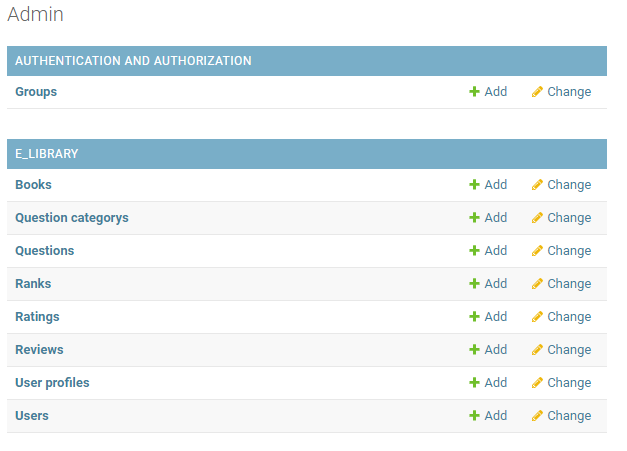 Admin
AUTHENTICATION AND AUTHORIZATION
Groups Add Change
E_LIBRARY
Books Add Change
Question categorys Add Change
Questions Add Change
Ranks Add Change
Ratings Add Change
Reviews Add Change
User profiles Add Change
Users Add Change